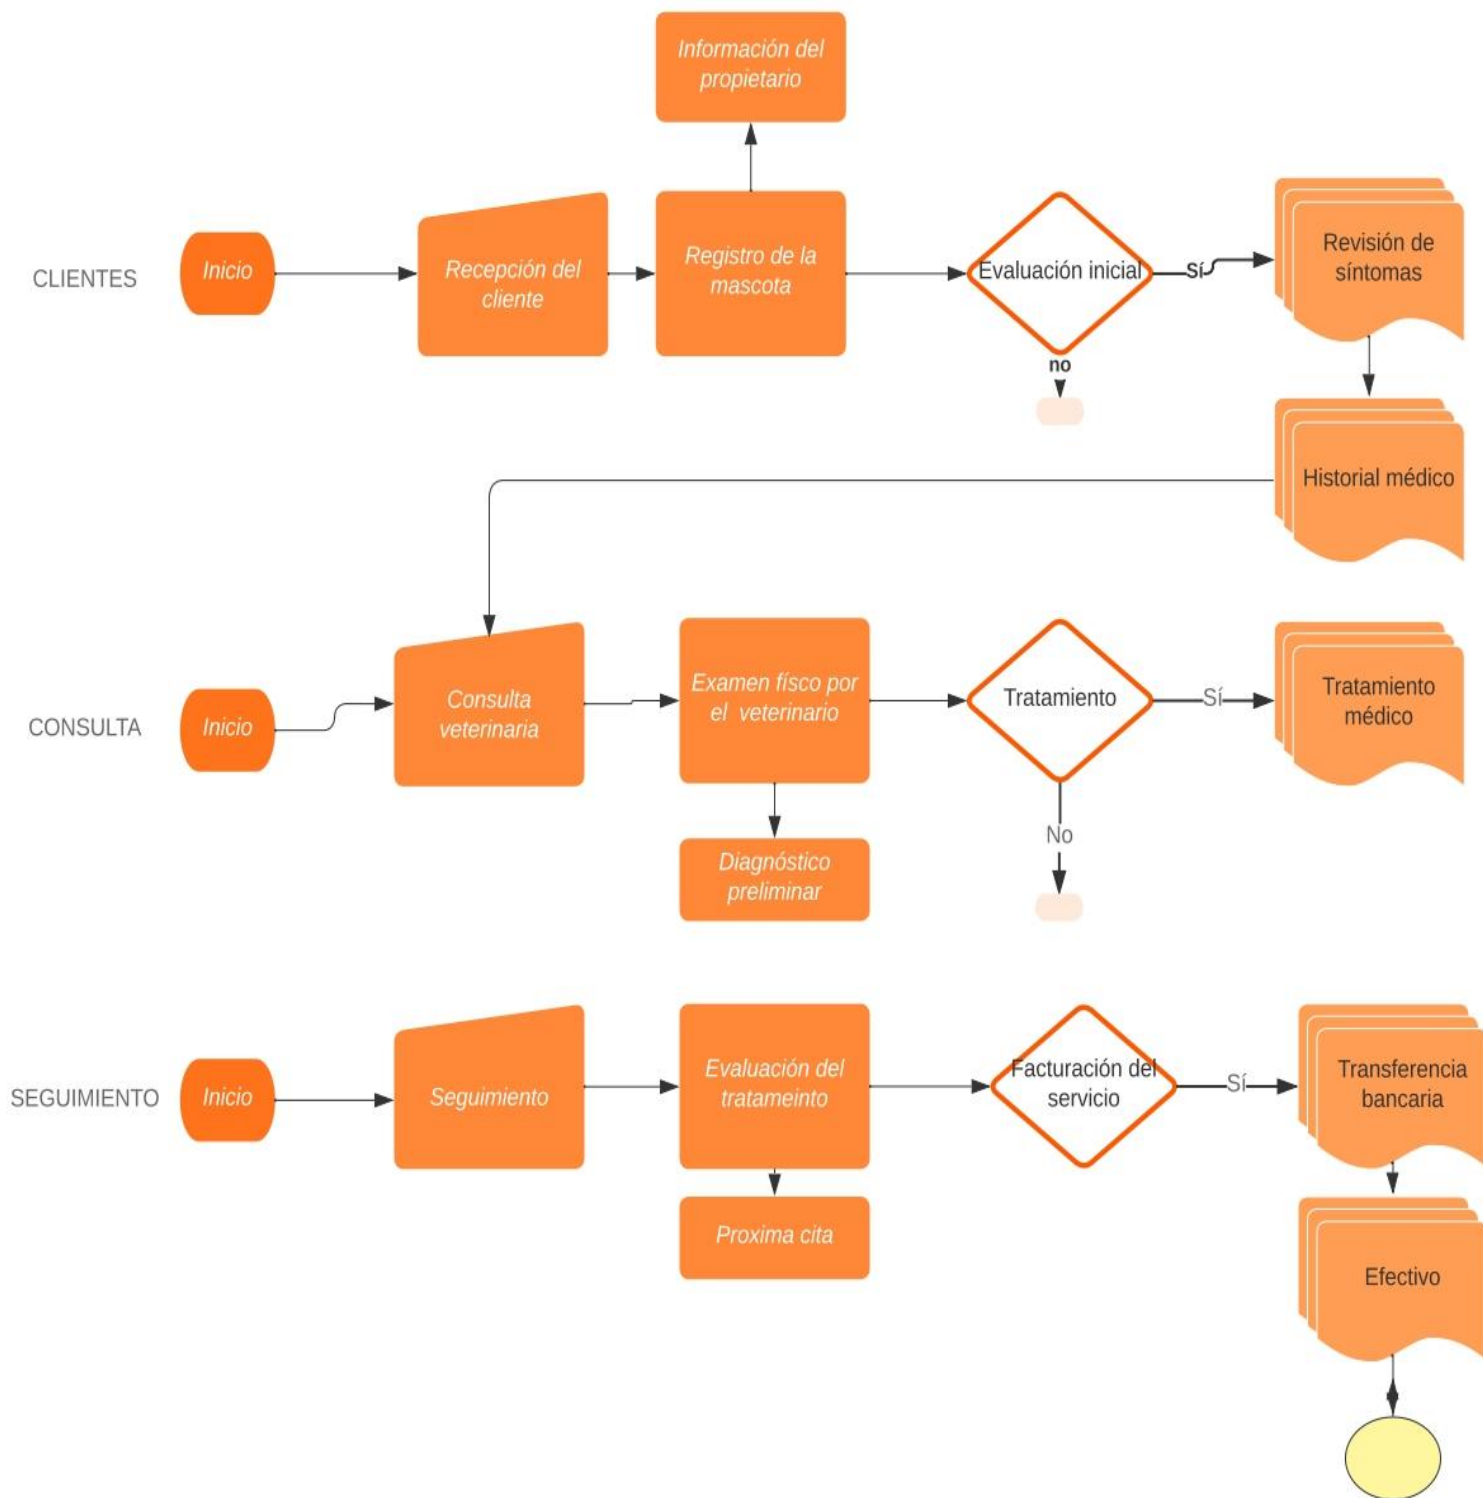 Información del
propietario
CLIENTES
Inicio
Recepción del
cliente
Registro de la
mascota
Evaluación inicial
Sí
Revisión de
síntomas
no
Historial médico
CONSULTA
Inicio
Consulta
veterinaria
Examen físco por
el veterinario
Tratamiento
Sí
Tratamiento
médico
No
Diagnóstico
preliminar
SEGUIMIENTO
Inicio
Seguimiento
Evaluación del
tratameinto
Facturación del
servicio
Sí
Transferencia
bancaria
Proxima cita
Efectivo